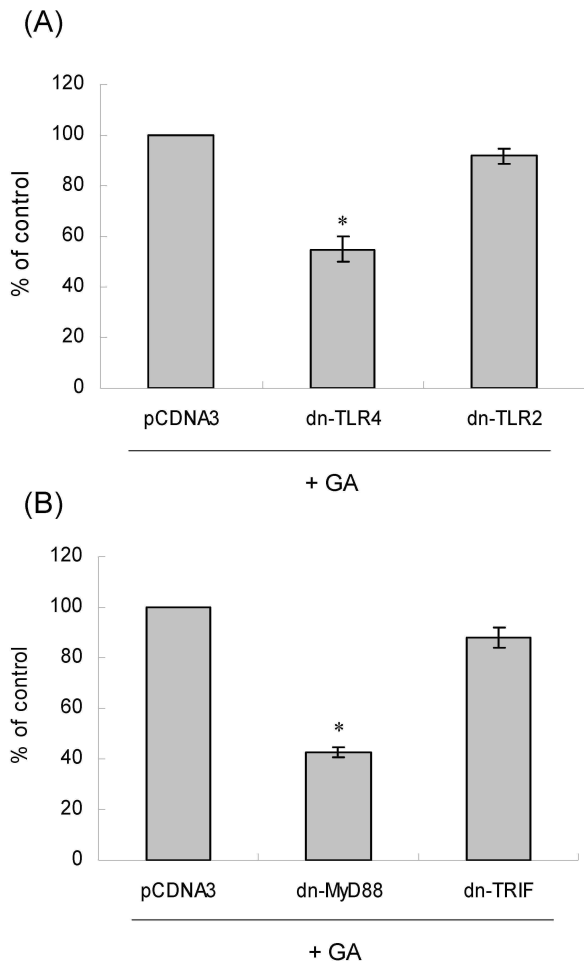 (A)
% of control
120
100
80
60
40
20
0
*
pCDNA3 dn-TLR4 dn-TLR2
+ GA
(B)
% of control
120
100
80
60
40
20
0
*
pCDNA3 dn-MyD88 dn-TRIF
+ GA